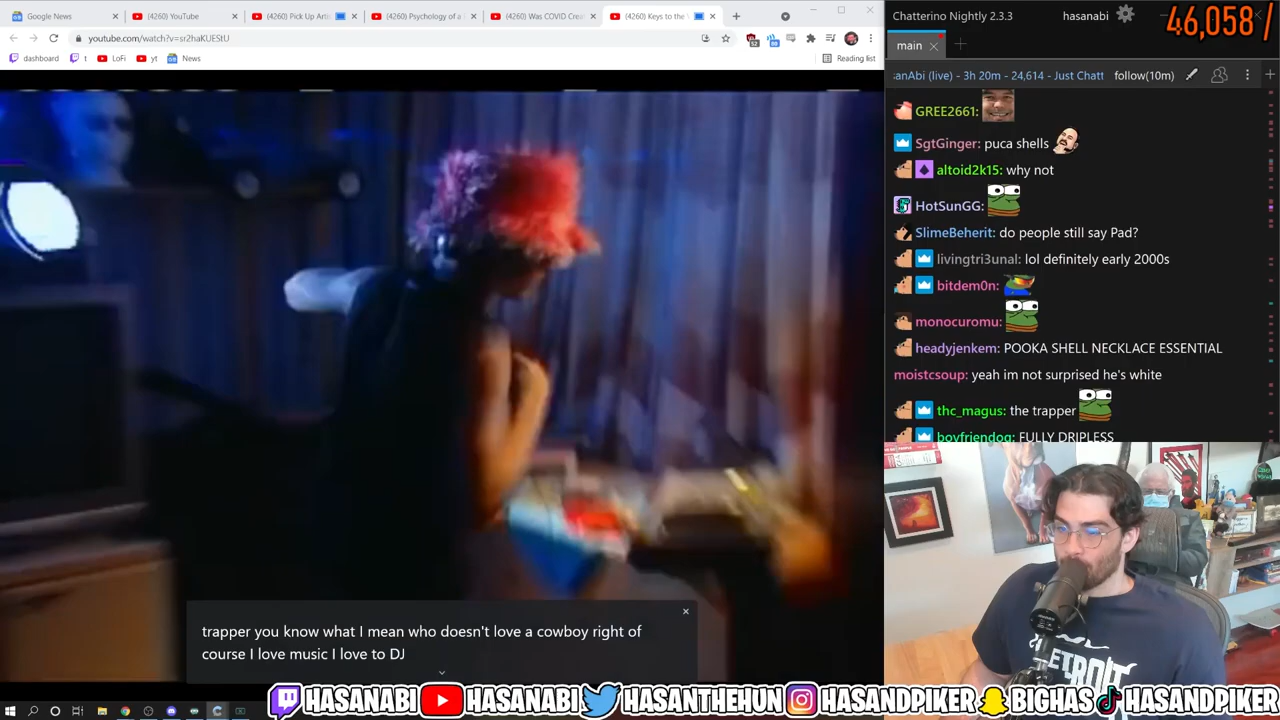 Google News
(4260) YouTube
(4260) Pick Up Arti
(4260) Psychology of a
(4260) Was COVID Crea
(4260) Keys to the V
youtube.com/watch?v=sr2haKUEStU
dashboard
t
LoFi
yt
News
Reading list
trapper you know what I mean who doesn't love a cowboy right of
course I love music I love to DJ
Chatterino Nightly 2.3.3
hasanabi
46,058 /
main
sanAbi (live) - 3h 20m - 24,614 - Just Chatt
follow(10m)
GREE2661:
SgtGinger: puca shells
altoid2k15: why not
HotSunGG:
SlimeBeherit: do people still say Pad?
livingtri3unal: lol definitely early 2000s
bitdem0n:
monocuromu:
headyjenkem: POOKA SHELL NECKLACE ESSENTIAL
moistcsoup: yeah im not surprised he's white
thc_magus: the trapper
boyfriendog: FULLY DRIPLESS
DETROIT
HASANABI HASANABI HASANTHEHUN HASANDPIKER BIGHAS HASANDPIKER